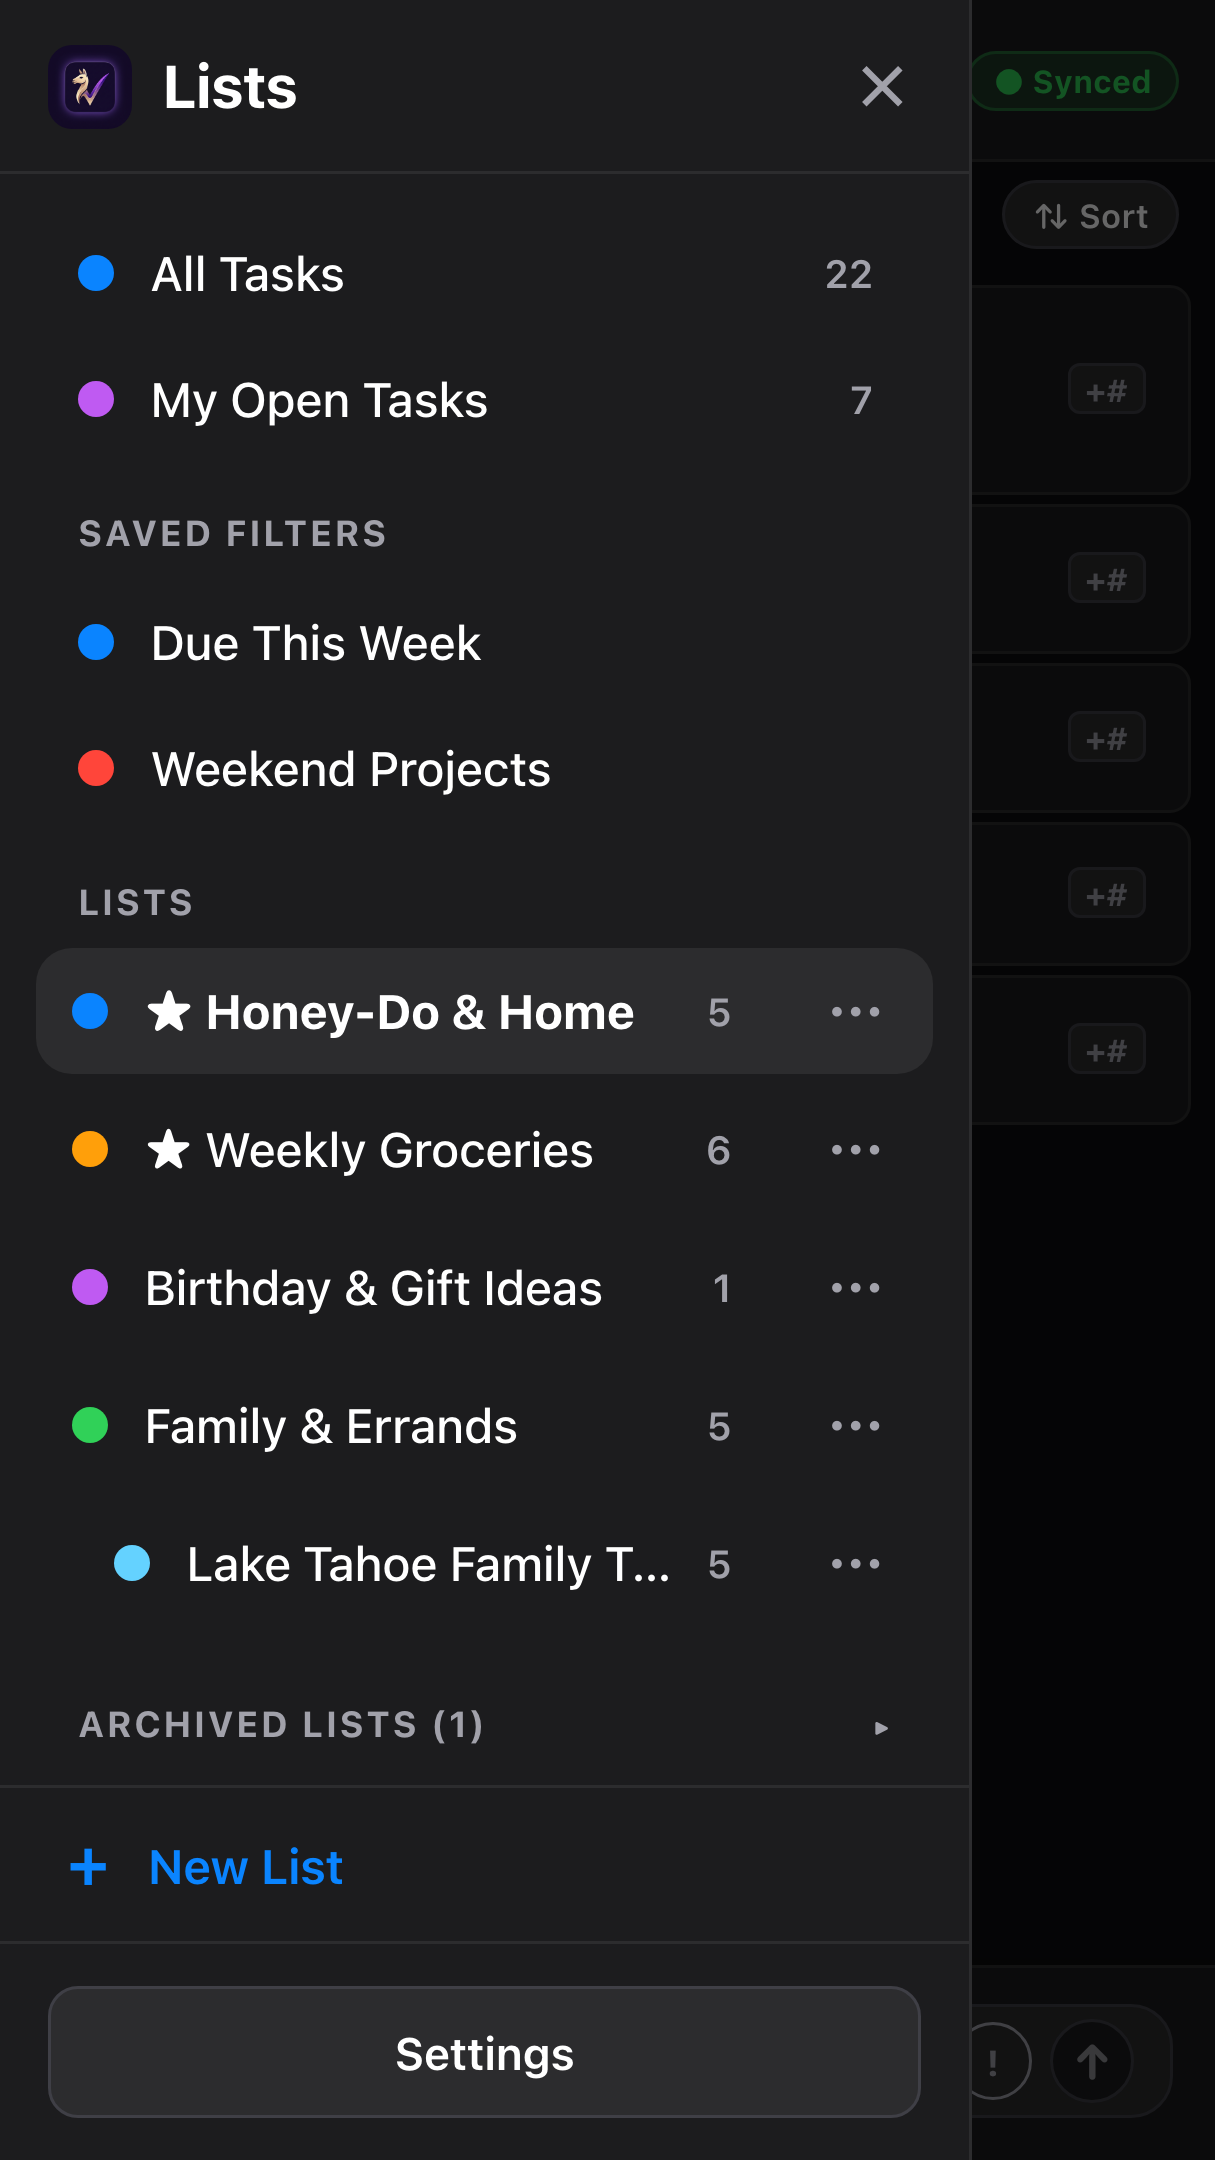 Lists
Synced
Sort
All Tasks 22
My Open Tasks 7
SAVED FILTERS
Due This Week
Weekend Projects
LISTS
★ Honey-Do & Home 5 •••
★ Weekly Groceries 6 •••
Birthday & Gift Ideas 1 •••
Family & Errands 5 •••
Lake Tahoe Family T... 5 •••
ARCHIVED LISTS (1)
+ New List
Settings
+#
+#
+#
+#
+#
!